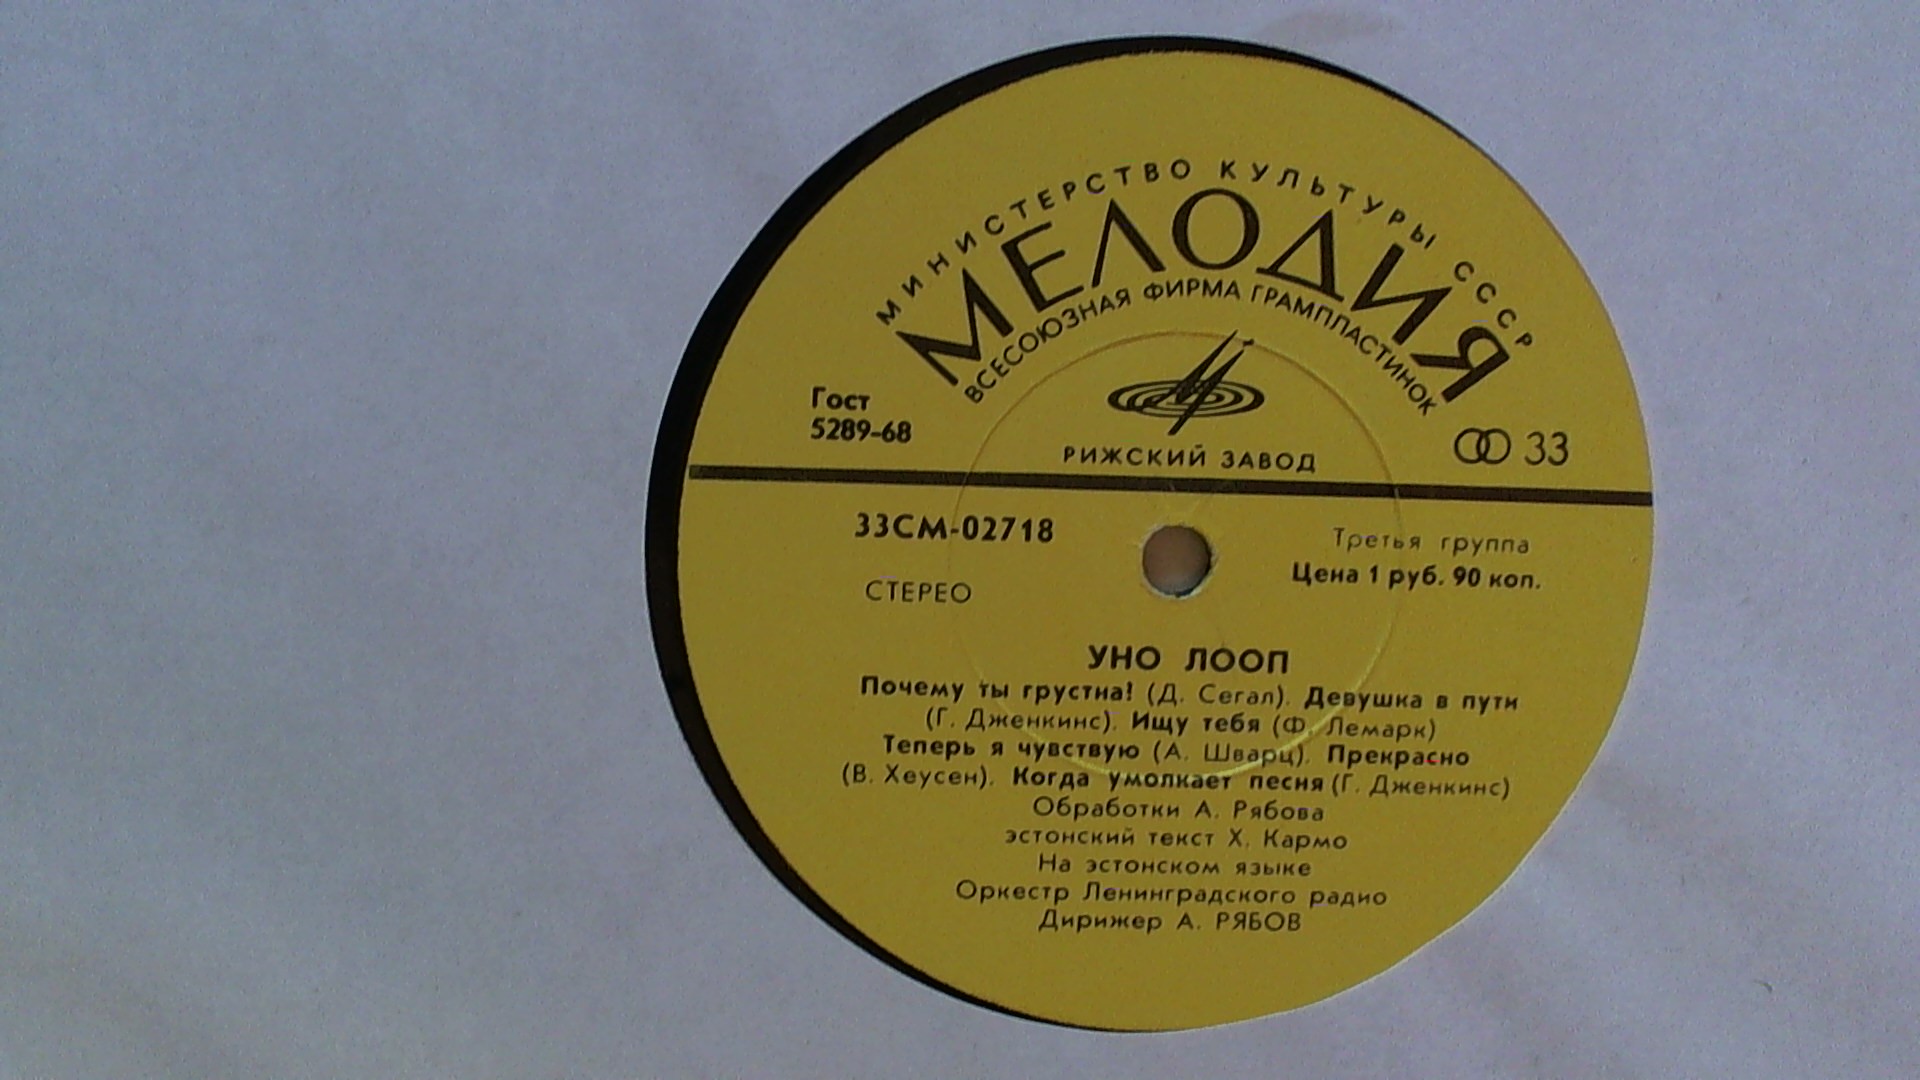 МИНИСТЕРСТВО КУЛЬТУРЫ СССР
МЕЛОДИЯ
ВСЕСОЮЗНАЯ ФИРМА ГРАМПЛАСТИНОК
Гост
5289-68
РИЖСКИЙ ЗАВОД
33
33СМ-02718
СТЕРЕО
Третья группа
Цена 1 руб. 90 коп.
УНО ЛООП
Почему ты грустна? (Д. Сегал). Девушка в пути
(Г. Дженкинс). Ищу тебя (Ф. Лемарк)
Теперь я чувствую (А. Шварц). Прекрасно
(В. Хеусен). Когда умолкает песня (Г. Дженкинс)
Обработки А. Рябова
эстонский текст Х. Кармо
На эстонском языке
Оркестр Ленинградского радио
Дирижер А. РЯБОВ